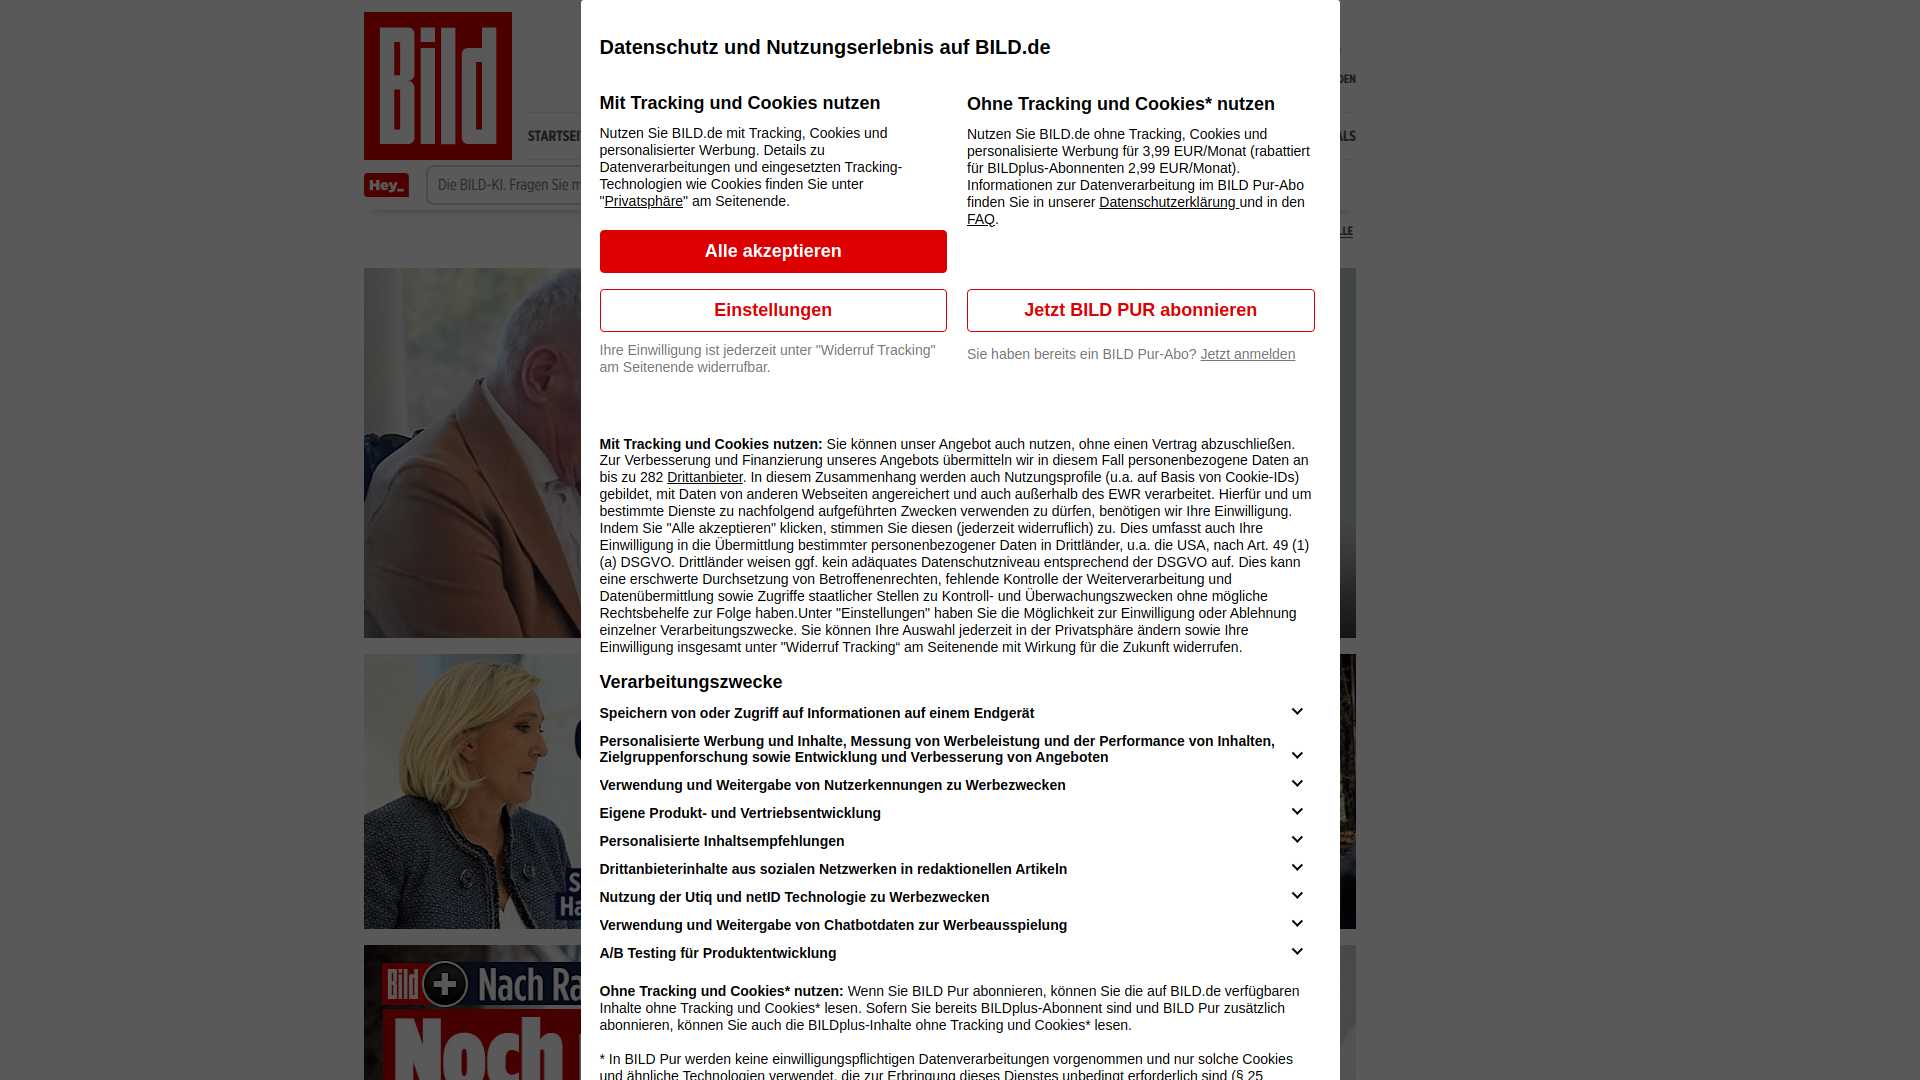 Bild
Datenschutz und Nutzungserlebnis auf BILD.de
Mit Tracking und Cookies nutzen
Nutzen Sie BILD.de mit Tracking, Cookies und
personalisierter Werbung. Details zu
Datenverarbeitungen und eingesetzten Tracking-
Technologien wie Cookies finden Sie unter
"Privatsphäre" am Seitenende.
Alle akzeptieren
Einstellungen
Ihre Einwilligung ist jederzeit unter "Widerruf Tracking"
am Seitenende widerrufbar.
Ohne Tracking und Cookies* nutzen
Nutzen Sie BILD.de ohne Tracking, Cookies und
personalisierte Werbung für 3,99 EUR/Monat (rabattiert
für BILDplus-Abonnenten 2,99 EUR/Monat).
Informationen zur Datenverarbeitung im BILD Pur-Abo
finden Sie in unserer Datenschutzerklärung und in den
FAQ.
Jetzt BILD PUR abonnieren
Sie haben bereits ein BILD Pur-Abo? Jetzt anmelden
Hey_
Die BILD-KI. Fragen Sie
Mit Tracking und Cookies nutzen: Sie können unser Angebot auch nutzen, ohne einen Vertrag abzuschließen.
Zur Verbesserung und Finanzierung unseres Angebots übermitteln wir in diesem Fall personenbezogene Daten an
bis zu 282 Drittanbieter. In diesem Zusammenhang werden auch Nutzungsprofile (u.a. auf Basis von Cookie-IDs)
gebildet, mit Daten von anderen Webseiten angereichert und auch außerhalb des EWR verarbeitet. Hierfür und um
bestimmte Dienste zu nachfolgend aufgeführten Zwecken verwenden zu dürfen, benötigen wir Ihre Einwilligung.
Indem Sie "Alle akzeptieren" klicken, stimmen Sie diesen (jederzeit widerruflich) zu. Dies umfasst auch Ihre
Einwilligung in die Übermittlung bestimmter personenbezogener Daten in Drittländer, u.a. die USA, nach Art. 49 (1)
(a) DSGVO. Drittländer weisen ggf. kein adäquates Datenschutzniveau entsprechend der DSGVO auf. Dies kann
eine erschwerte Durchsetzung von Betroffenenrechten, fehlende Kontrolle der Weiterverarbeitung und
Datenübermittlung sowie Zugriffe staatlicher Stellen zu Kontroll- und Überwachungszwecken ohne mögliche
Rechtsbehelfe zur Folge haben.Unter "Einstellungen" haben Sie die Möglichkeit zur Einwilligung oder Ablehnung
einzelner Verarbeitungszwecke. Sie können Ihre Auswahl jederzeit in der Privatsphäre ändern sowie Ihre
Einwilligung insgesamt unter "Widerruf Tracking“ am Seitenende mit Wirkung für die Zukunft widerrufen.
Verarbeitungszwecke
Speichern von oder Zugriff auf Informationen auf einem Endgerät
Personalisierte Werbung und Inhalte, Messung von Werbeleistung und der Performance von Inhalten,
Zielgruppenforschung sowie Entwicklung und Verbesserung von Angeboten
Verwendung und Weitergabe von Nutzerkennungen zu Werbezwecken
Eigene Produkt- und Vertriebsentwicklung
Personalisierte Inhaltsempfehlungen
Drittanbieterinhalte aus sozialen Netzwerken in redaktionellen Artikeln
Nutzung der Utiq und netID Technologie zu Werbezwecken
Verwendung und Weitergabe von Chatbotdaten zur Werbeausspielung
A/B Testing für Produktentwicklung
Bild + Nach
Noch
Ohne Tracking und Cookies* nutzen: Wenn Sie BILD Pur abonnieren, können Sie die auf BILD.de verfügbaren
Inhalte ohne Tracking und Cookies* lesen. Sofern Sie bereits BILDplus-Abonnent sind und BILD Pur zusätzlich
abonnieren, können Sie auch die BILDplus-Inhalte ohne Tracking und Cookies* lesen.
* In BILD Pur werden keine einwilligungspflichtigen Datenverarbeitungen vorgenommen und nur solche Cookies
und ähnliche Technologien verwendet, die zur Erbringung dieses Dienstes unbedingt erforderlich sind (§ 25